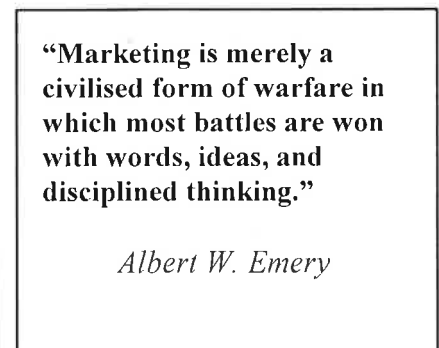 “Marketing is merely a
civilised form of warfare in
which most battles are won
with words, ideas, and
disciplined thinking.”
Albert W. Emery